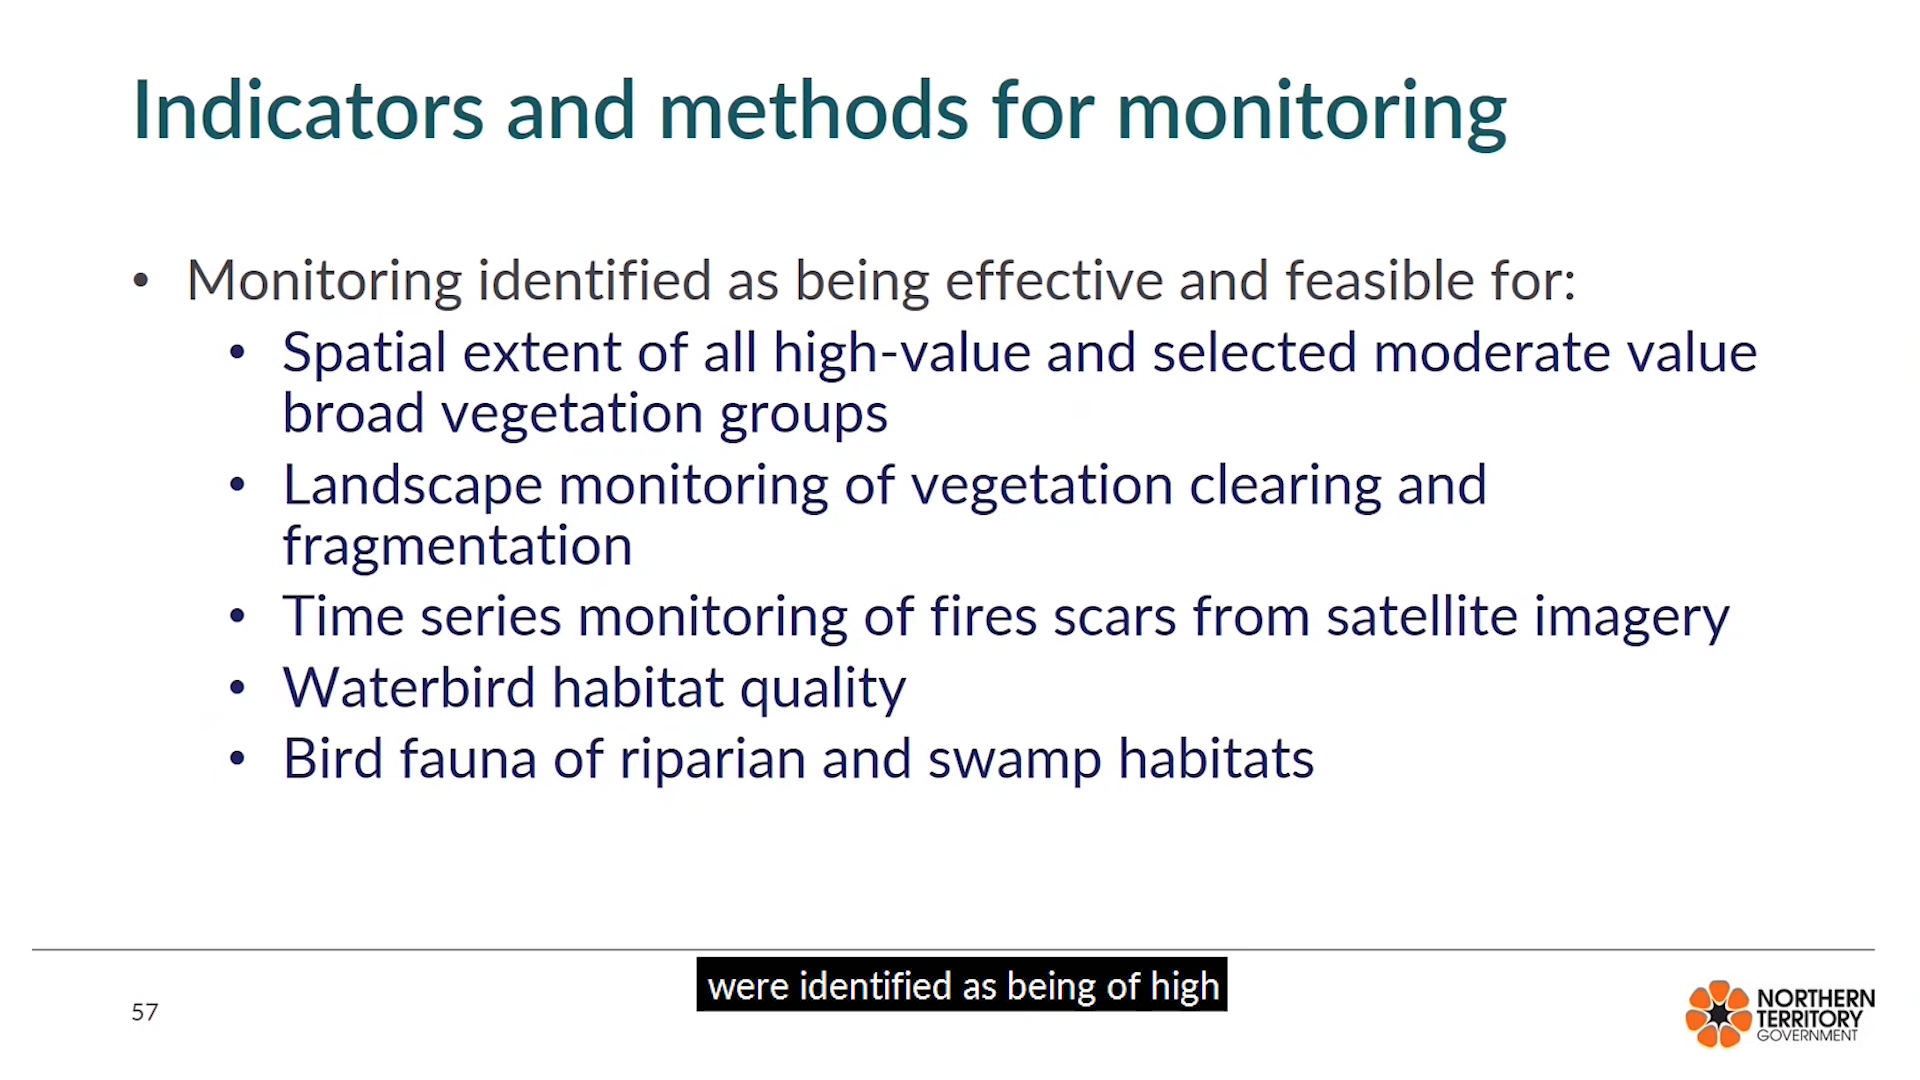 Indicators and methods for monitoring
• Monitoring identified as being effective and feasible for:
• Spatial extent of all high-value and selected moderate value
broad vegetation groups
• Landscape monitoring of vegetation clearing and
fragmentation
• Time series monitoring of fires scars from satellite imagery
• Waterbird habitat quality
• Bird fauna of riparian and swamp habitats
were identified as being of high
57
NORTHERN
TERRITORY
GOVERNMENT